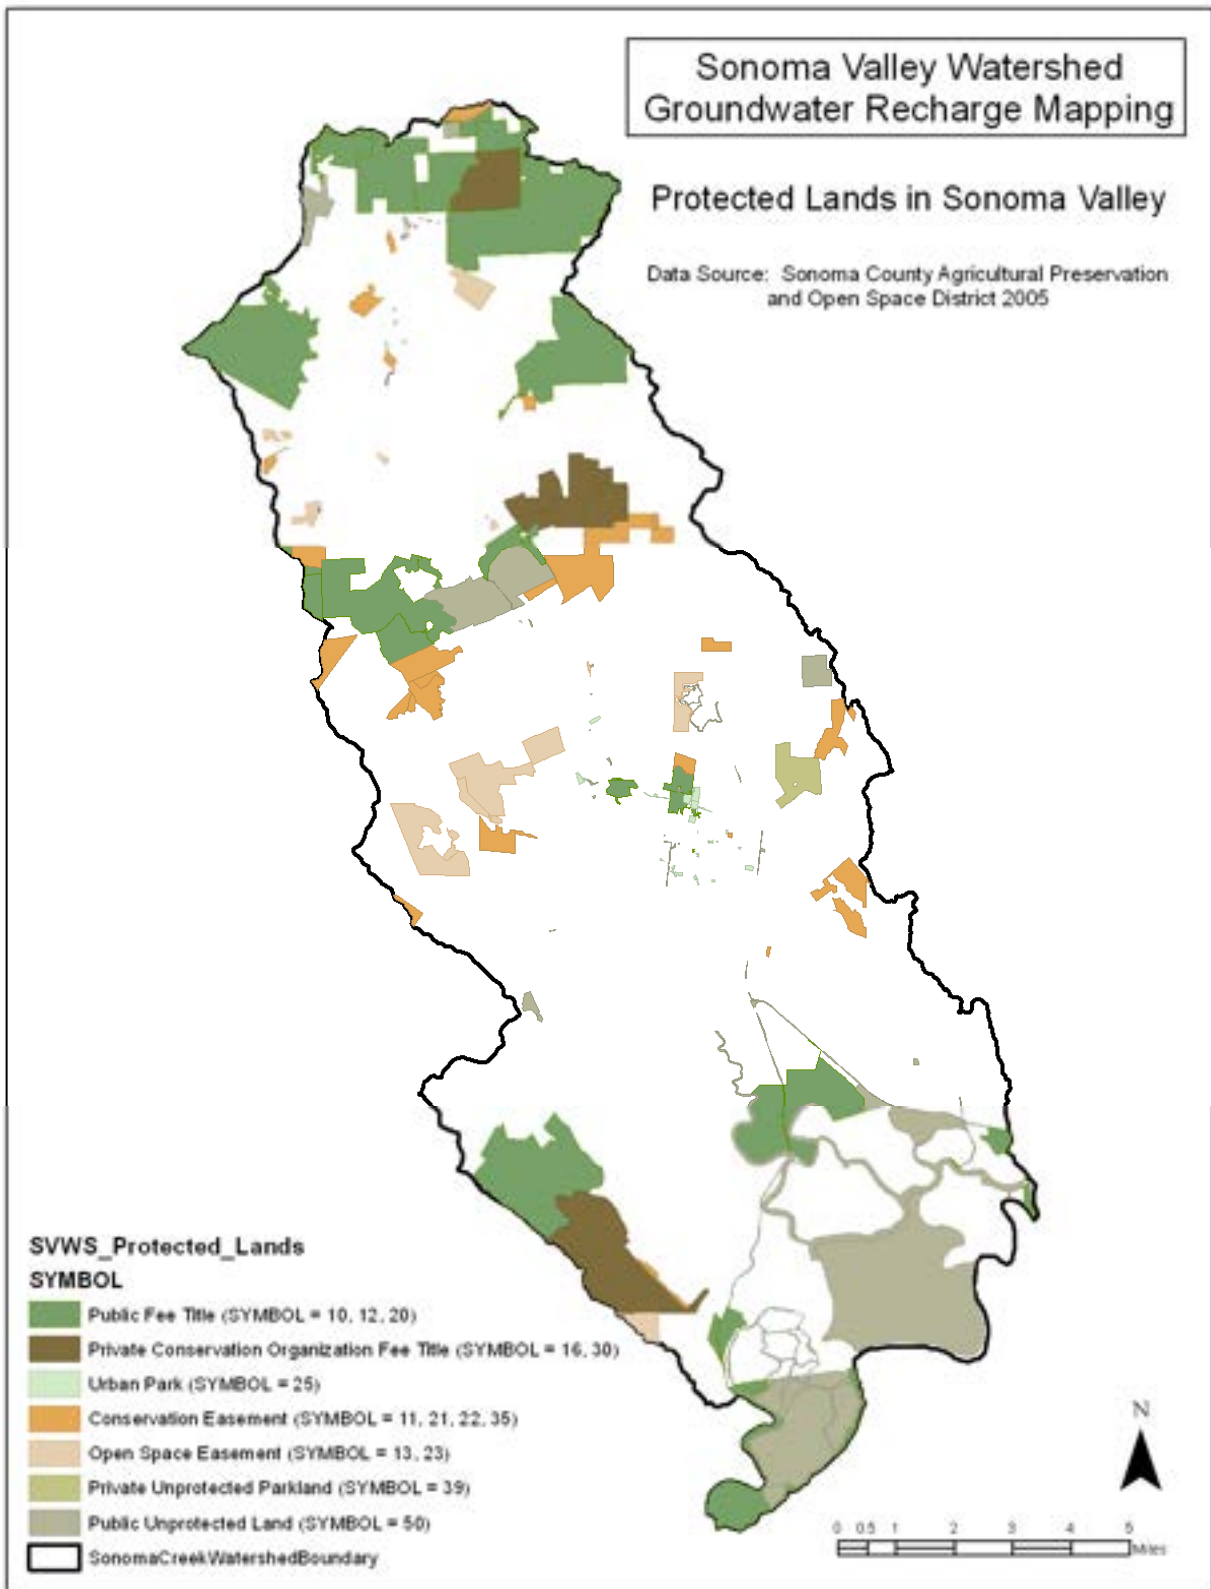 Sonoma Valley Watershed
Groundwater Recharge Mapping
Protected Lands in Sonoma Valley
Data Source: Sonoma County Agricultural Preservation
and Open Space District 2005
SVWS_Protected_Lands
SYMBOL
Public Fee Title (SYMBOL = 10, 12, 20)
Private Conservation Organization Fee Title (SYMBOL = 16, 30)
Urban Park (SYMBOL = 25)
Conservation Easement (SYMBOL = 11, 21, 22, 35)
Open Space Easement (SYMBOL = 13, 23)
Private Unprotected Parkland (SYMBOL = 39)
Public Unprotected Land (SYMBOL = 50)
SonomaCreekWatershedBoundary
N
0 0.5 1 2 3 4 5
Miles